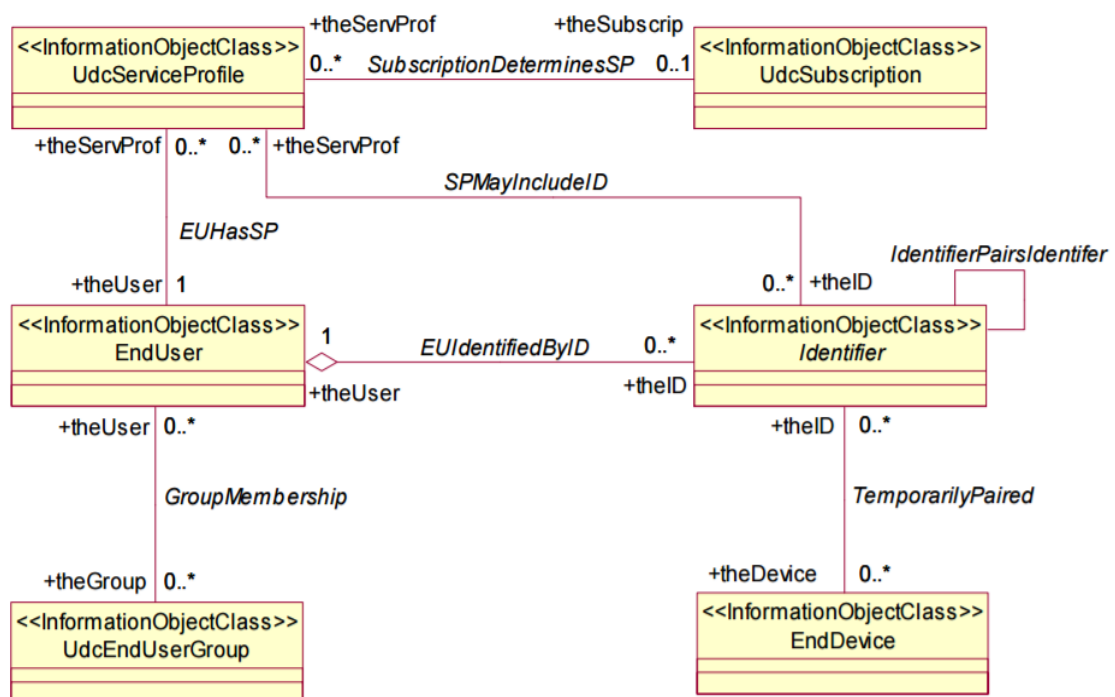 +theServProf
+theSubscrip
<<InformationObjectClass>>
UdcServiceProfile
0..*
SubscriptionDeterminesSP
0..1
<<InformationObjectClass>>
UdcSubscription
+theServProf
0..*
0..*
+theServProf
SPMayIncludeID
EUHasSP
IdentifierPairsIdentifer
+theUser
1
0..*
+theID
<<InformationObjectClass>>
EndUser
1
EUIdentifiedByID
0..*
<<InformationObjectClass>>
Identifier
+theUser
+theID
+theUser
0..*
+theID
0..*
GroupMembership
TemporarilyPaired
+theGroup
0..*
+theDevice
0..*
<<InformationObjectClass>>
UdcEndUserGroup
<<InformationObjectClass>>
EndDevice